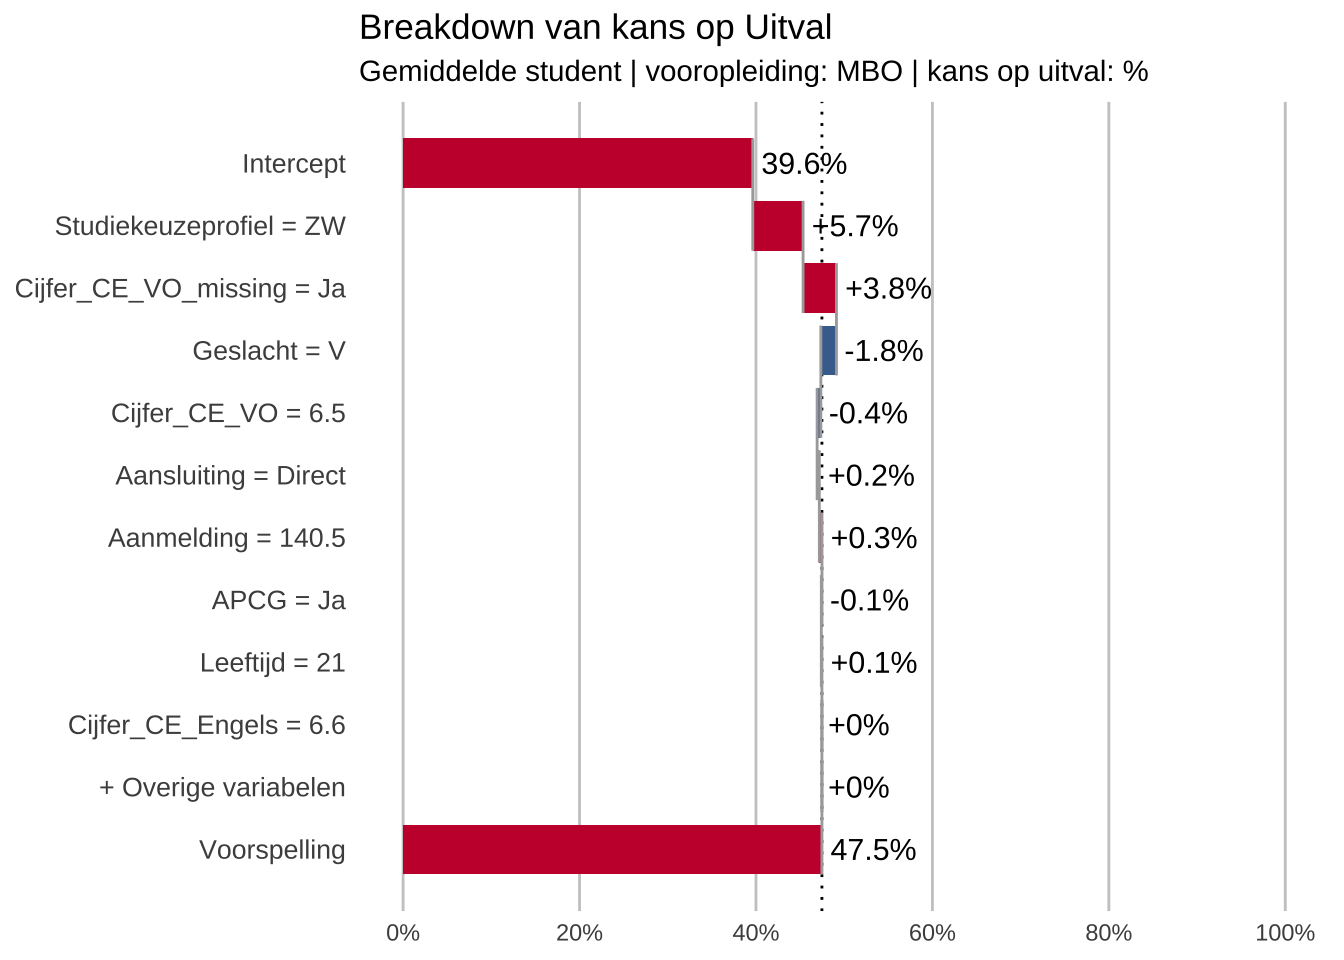 Breakdown van kans op Uitval
Gemiddelde student | vooropleiding: MBO | kans op uitval: %
Intercept 39.6%
Studiekeuzeprofiel = ZW +5.7%
Cijfer_CE_VO_missing = Ja +3.8%
Geslacht = V -1.8%
Cijfer_CE_VO = 6.5 -0.4%
Aansluiting = Direct +0.2%
Aanmelding = 140.5 +0.3%
APCG = Ja -0.1%
Leeftijd = 21 +0.1%
Cijfer_CE_Engels = 6.6 +0%
+ Overige variabelen +0%
Voorspelling 47.5%
0% 20% 40% 60% 80% 100%